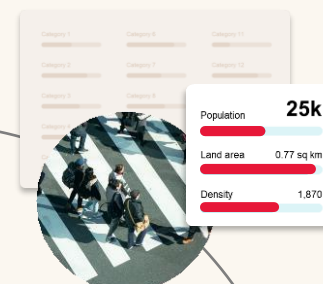 Category 1 Category 6 Category 11
Category 2 Category 7 Category 12
Category 3 Category 8
Population 25k
Land area 0.77 sq km
Density 1,870